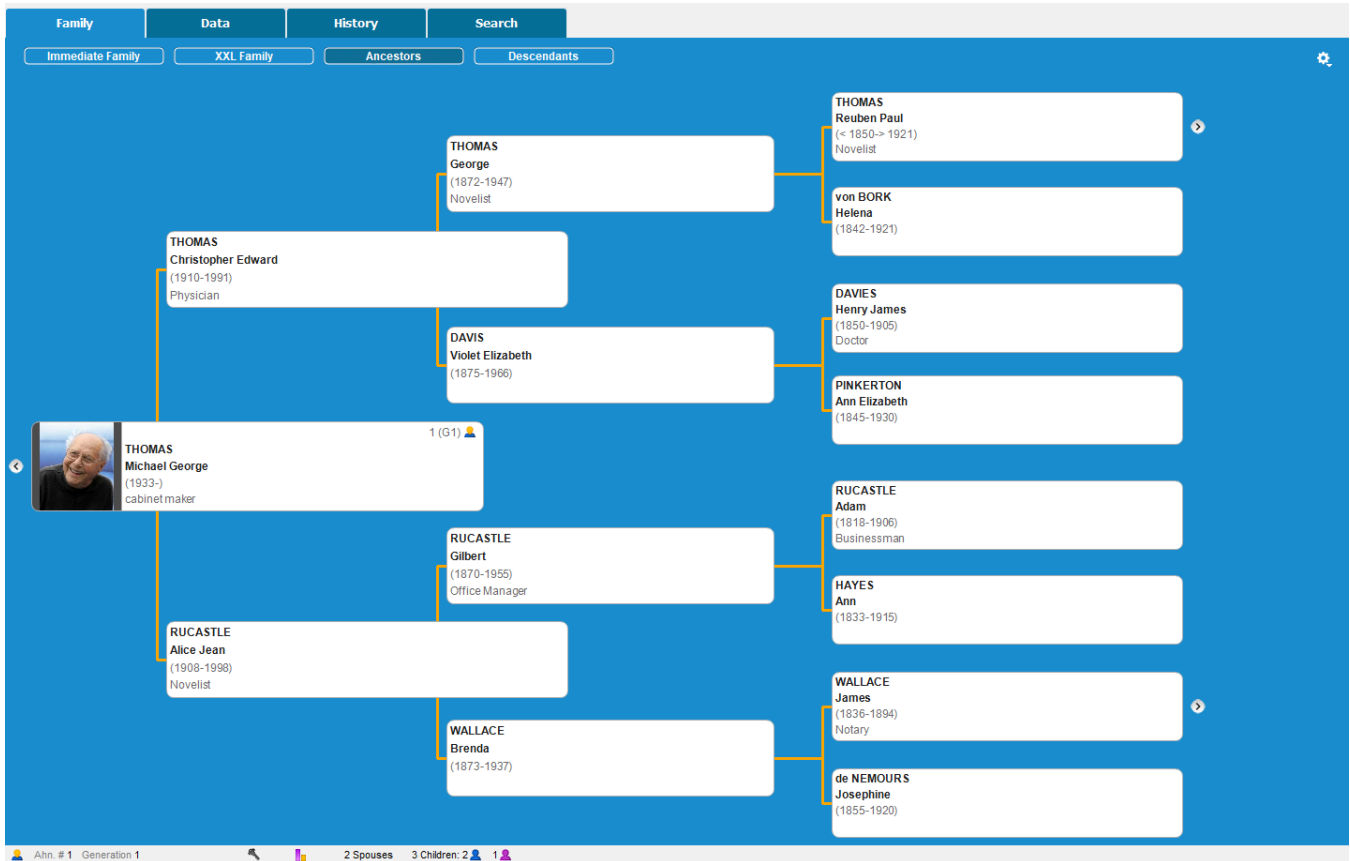 Family
Data
History
Search
Immediate Family
XXL Family
Ancestors
Descendants
THOMAS
Reuben Paul
(< 1850-> 1921)
Novelist
THOMAS
George
(1872-1947)
Novelist
von BORK
Helena
(1842-1921)
THOMAS
Christopher Edward
(1910-1991)
Physician
DAVIES
Henry James
(1850-1905)
Doctor
DAVIS
Violet Elizabeth
(1875-1966)
PINKERTON
Ann Elizabeth
(1845-1930)
1 (G1)
THOMAS
Michael George
(1933-)
cabinet maker
RUCASTLE
Adam
(1818-1906)
Businessman
RUCASTLE
Gilbert
(1870-1955)
Office Manager
HAYES
Ann
(1833-1915)
RUCASTLE
Alice Jean
(1908-1998)
Novelist
WALLACE
James
(1836-1894)
Notary
WALLACE
Brenda
(1873-1937)
de NEMOURS
Josephine
(1855-1920)
Ahn. # 1 Generation 1 2 Spouses 3 Children: 2 1